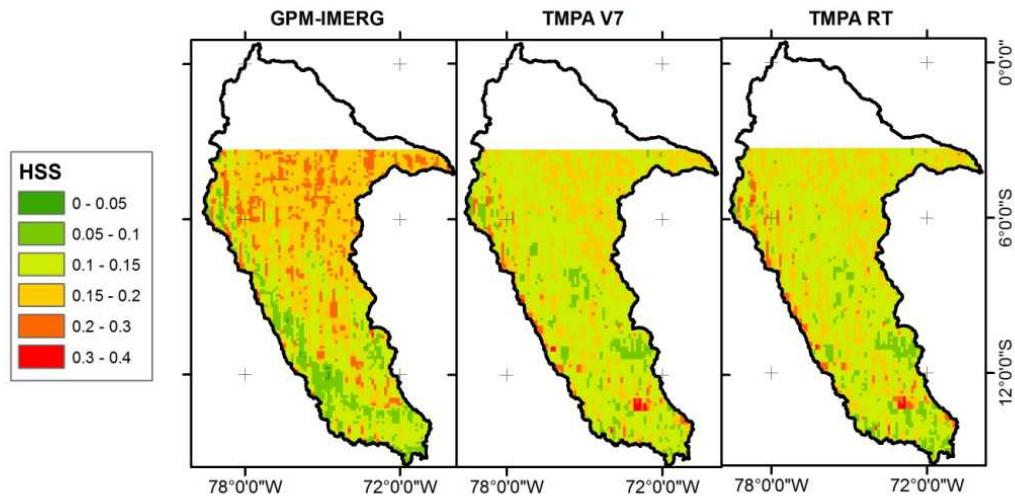 GPM-IMERG TMPA V7 TMPA RT
78°0'0"W 72°0'0"W 78°0'0"W 72°0'0"W 78°0'0"W 72°0'0"W
0°0'0"
6°0'0"S
12°0'0"S
HSS
0 - 0.05
0.05 - 0.1
0.1 - 0.15
0.15 - 0.2
0.2 - 0.3
0.3 - 0.4